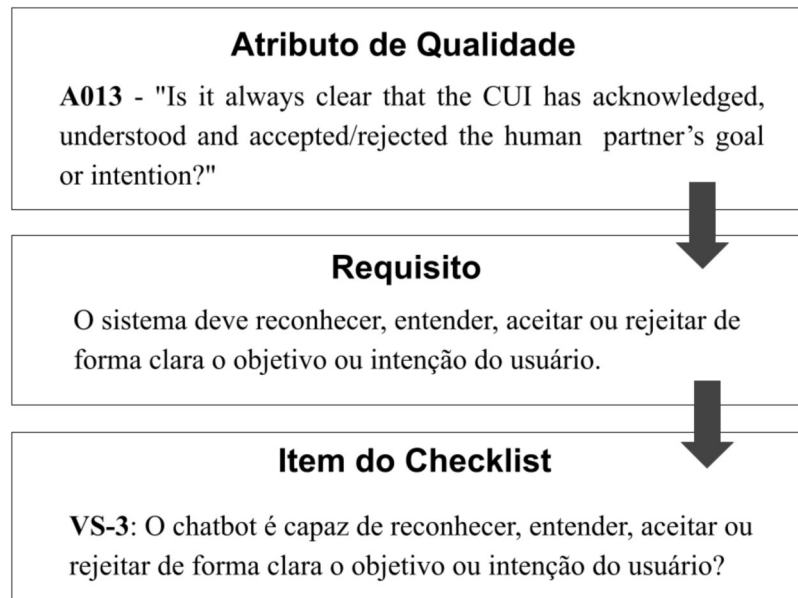 Atributo de Qualidade
A013 - "Is it always clear that the CUI has acknowledged,
understood and accepted/rejected the human partner’s goal
or intention?"
Requisito
O sistema deve reconhecer, entender, aceitar ou rejeitar de
forma clara o objetivo ou intenção do usuário.
Item do Checklist
VS-3: O chatbot é capaz de reconhecer, entender, aceitar ou
rejeitar de forma clara o objetivo ou intenção do usuário?